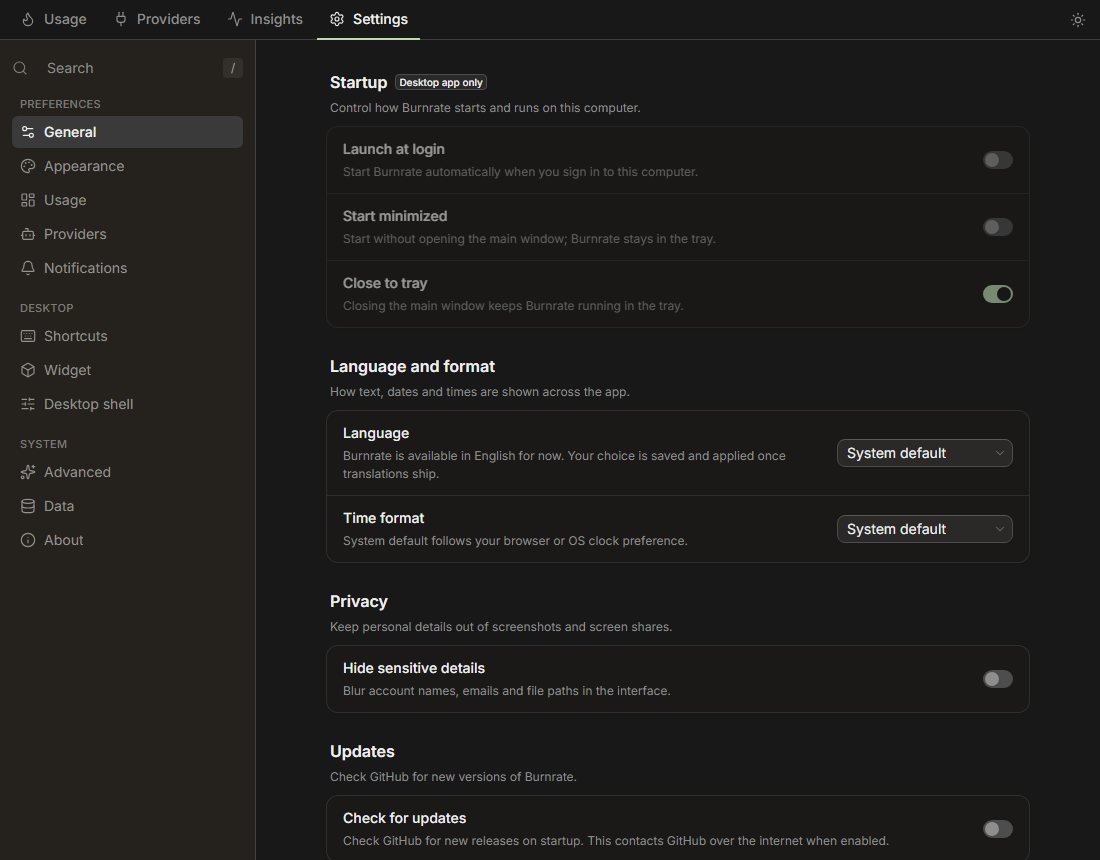 Usage
Providers
Insights
Settings
Search
/
PREFERENCES
General
Appearance
Usage
Providers
Notifications
DESKTOP
Shortcuts
Widget
Desktop shell
SYSTEM
Advanced
Data
About
Startup
Desktop app only
Control how Burnrate starts and runs on this computer.
Launch at login
Start Burnrate automatically when you sign in to this computer.
Start minimized
Start without opening the main window; Burnrate stays in the tray.
Close to tray
Closing the main window keeps Burnrate running in the tray.
Language and format
How text, dates and times are shown across the app.
Language
Burnrate is available in English for now. Your choice is saved and applied once
translations ship.
System default
Time format
System default follows your browser or OS clock preference.
System default
Privacy
Keep personal details out of screenshots and screen shares.
Hide sensitive details
Blur account names, emails and file paths in the interface.
Updates
Check GitHub for new versions of Burnrate.
Check for updates
Check GitHub for new releases on startup. This contacts GitHub over the internet when enabled.